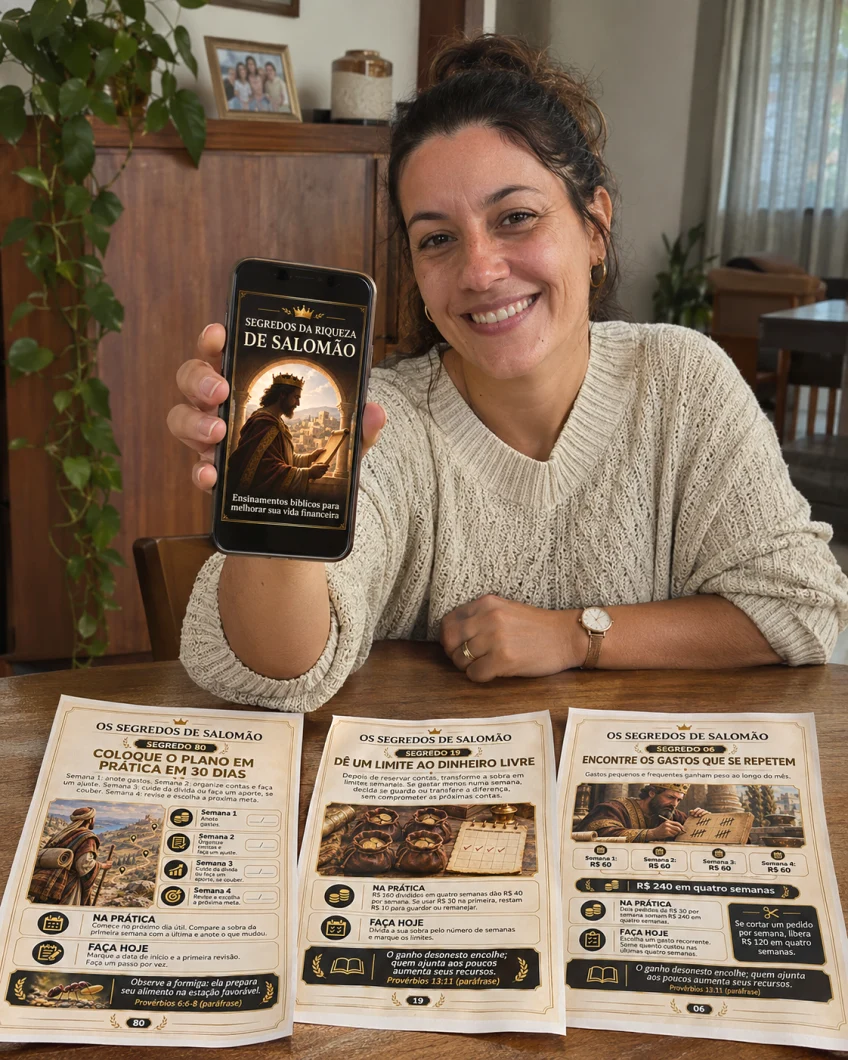 SEGREDOS DA RIQUEZA
DE SALOMÃO
Ensinamentos bíblicos para
melhorar sua vida financeira
OS SEGREDOS DE SALOMÃO
SEGREDO 80
COLOQUE O PLANO EM
PRÁTICA EM 30 DIAS
Semana 1: anote gastos. Semana 2: organize contas e faça
um ajuste. Semana 3: cuide da dívida ou faça um aporte, se
couber. Semana 4: revise e escolha a próxima meta.
Semana 1
Anote
gastos.
Semana 2
Organize
contas e
faça um ajuste.
Semana 3
Cuide da dívida
ou faça um
aporte, se couber.
Semana 4
Revise e escolha
a próxima meta.
NA PRÁTICA
Comece no próximo dia útil. Compare a sobra da
primeira semana com a última e anote o que mudou.
FAÇA HOJE
Marque a data de início e a primeira revisão.
Faça um passo por vez.
Observe a formiga: ela prepara
seu alimento na estação favorável.
Provérbios 6:6-8 (paráfrase)
80
OS SEGREDOS DE SALOMÃO
SEGREDO 19
DÊ UM LIMITE AO DINHEIRO LIVRE
Depois de reservar contas, transforme a sobra em
limites semanais. Se gastar menos numa semana,
decida se guarda ou transfere a diferença,
sem comprometer as próximas contas.
NA PRÁTICA
R$ 160 divididos em quatro semanas dão R$ 40
por semana. Se usar R$ 30 na primeira, restam
R$ 10 para guardar ou remanejar.
FAÇA HOJE
Divida a sua sobra pelo número de semanas
e marque os limites.
O ganho desonesto encolhe;
quem ajunta aos poucos
aumenta seus recursos.
Provérbios 13:11 (paráfrase)
19
OS SEGREDOS DE SALOMÃO
SEGREDO 06
ENCONTRE OS GASTOS QUE SE REPETEM
Gastos pequenos e frequentes ganham peso ao longo do mês.
Semana 1:
R$ 60
Semana 2:
R$ 60
Semana 3:
R$ 60
Semana 4:
R$ 60
R$ 240 em quatro semanas
NA PRÁTICA
Dois pedidos de R$ 30 por
semana somam R$ 240 em
quatro semanas.
FAÇA HOJE
Escolha um gasto recorrente.
Some quanto custou nas
últimas quatro semanas.
Se cortar um pedido
por semana, libera
R$ 120 em quatro
semanas.
O ganho desonesto encolhe; quem ajunta
aos poucos aumenta seus recursos.
Provérbios 13:11 (paráfrase)
06